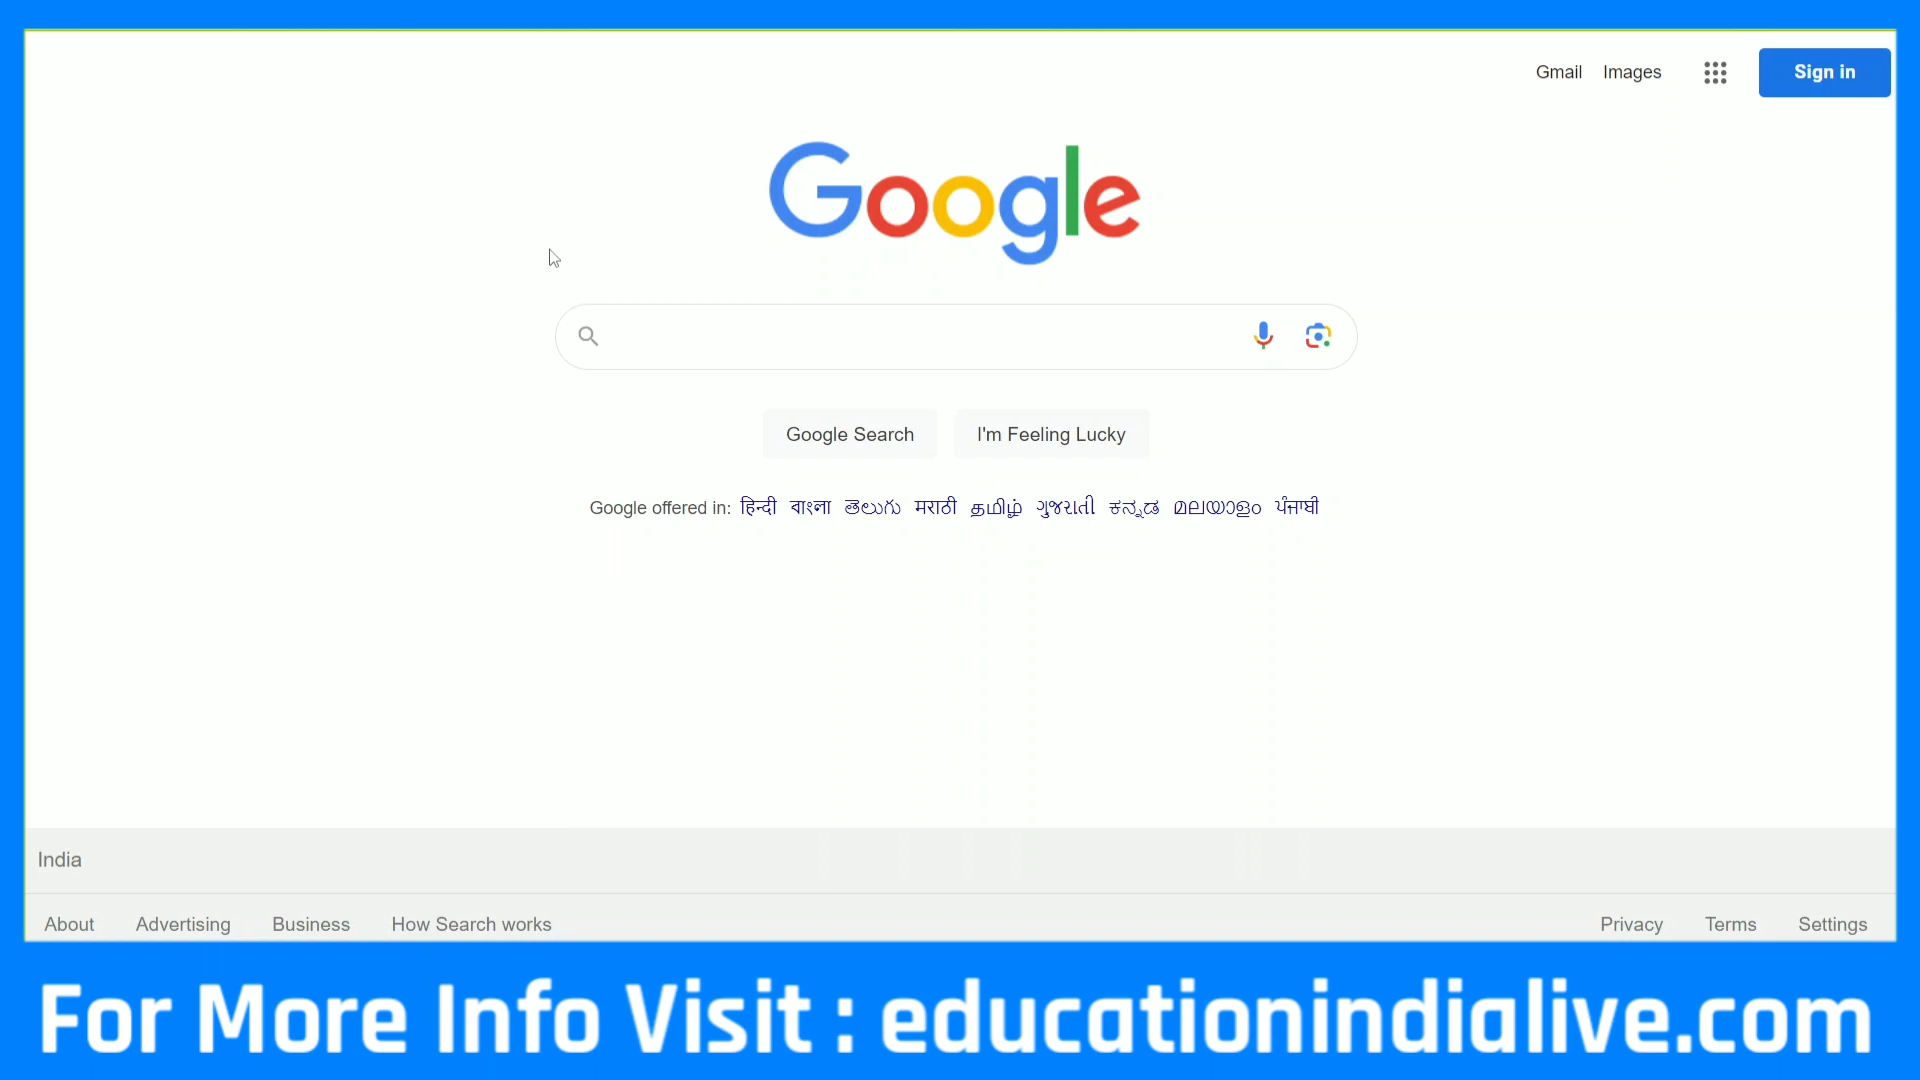 Gmail Images Sign in
Google
Google Search I'm Feeling Lucky
Google offered in: हिन्दी বাংলা తెలుగు मराठी தமிழ் ગુજરાતી ಕನ್ನಡ മലയാളം ਪੰਜਾਬੀ
India
About Advertising Business How Search works Privacy Terms Settings
For More Info Visit : educationindialive.com